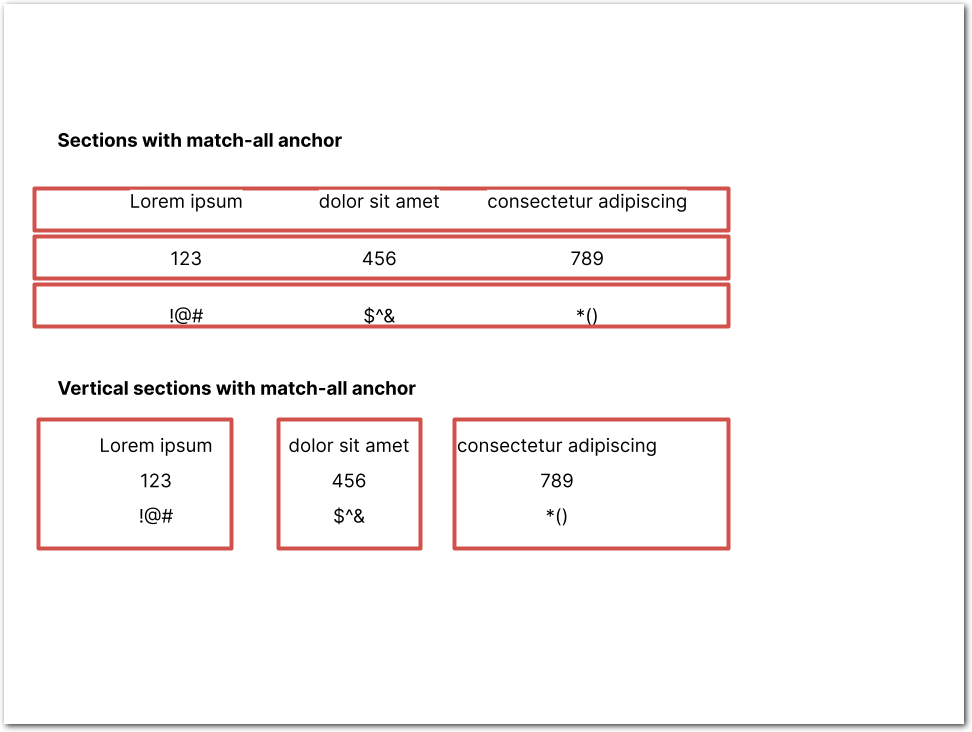 Sections with match-all anchor
Lorem ipsum dolor sit amet consectetur adipiscing
123 456 789
!@# $^& *()
Vertical sections with match-all anchor
Lorem ipsum dolor sit amet consectetur adipiscing
123 456 789
!@# $^& *()